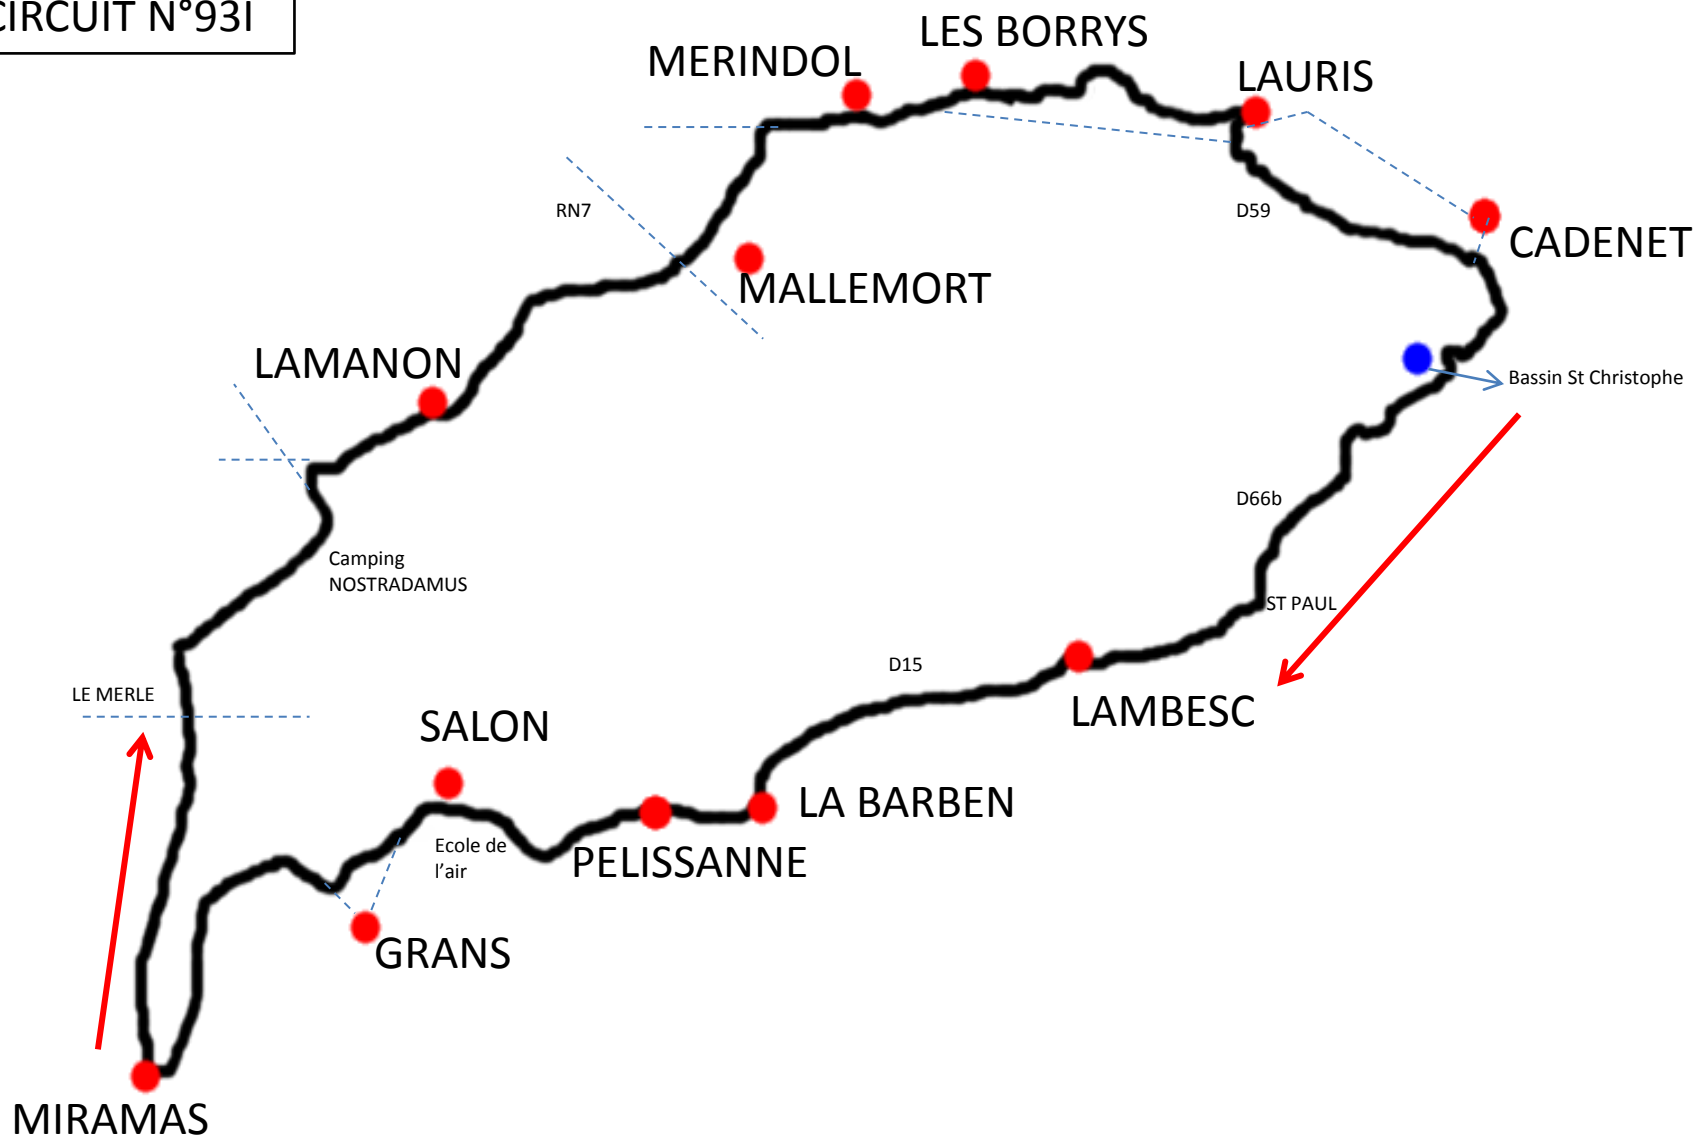 CIRCUIT N°93I
LES BORRYS
MERINDOL
LAURIS
RN7
D59
CADENET
MALLEMORT
LAMANON
Bassin St Christophe
D66b
Camping
NOSTRADAMUS
ST PAUL
D15
LE MERLE
LAMBESC
SALON
LA BARBEN
Ecole de
l’air
PELISSANNE
GRANS
MIRAMAS